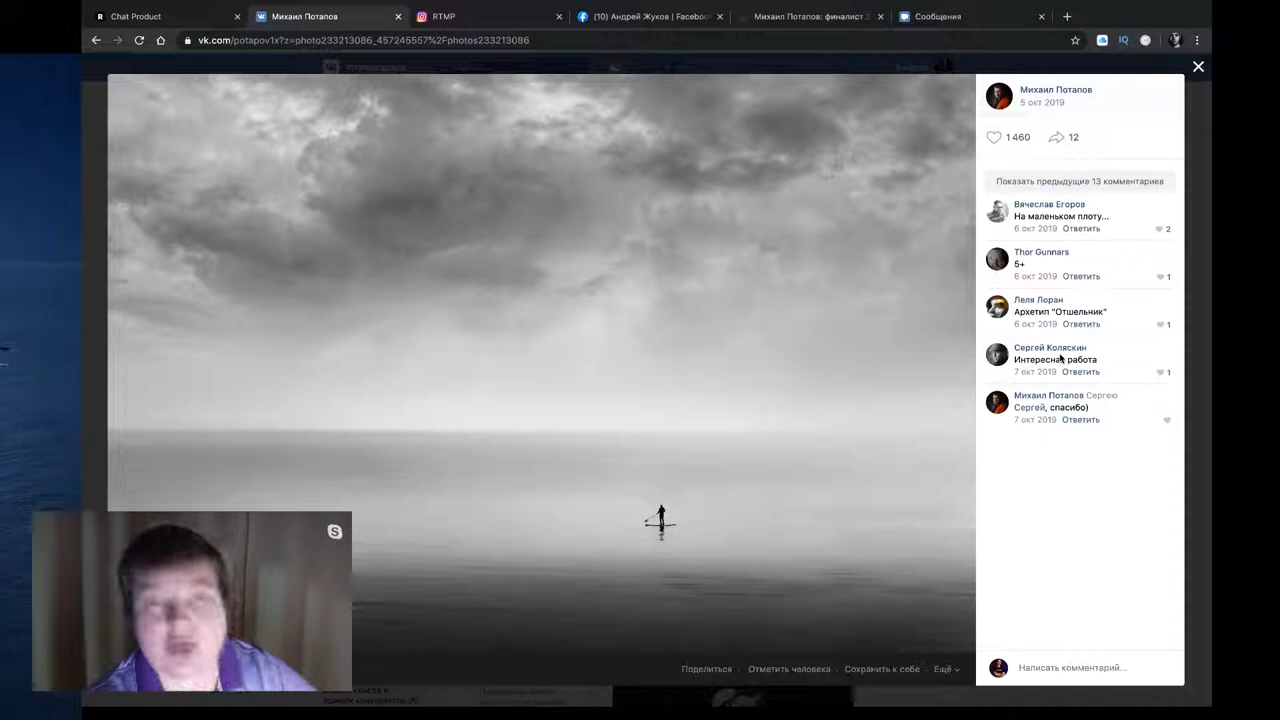 Chat Product
Михаил Потапов
RTMP
(10) Андрей Жуков | Facebook
Михаил Потапов: финалист
Сообщения
vk.com/potapov1x?z=photo233213086_457245557%2Fphotos233213086
Михаил Потапов
5 окт 2019
1 460
12
Показать предыдущие 13 комментариев
Вячеслав Егоров
На маленьком плоту...
6 окт 2019 Ответить
2
Thor Gunnars
5+
6 окт 2019 Ответить
1
Леля Лоран
Архетип "Отшельник"
6 окт 2019 Ответить
1
Сергей Коляскин
Интересная работа
7 окт 2019 Ответить
1
Михаил Потапов Сергею
Сергей, спасибо)
7 окт 2019 Ответить
Поделиться
Отметить человека
Сохранить к себе
Ещё
Написать комментарий...